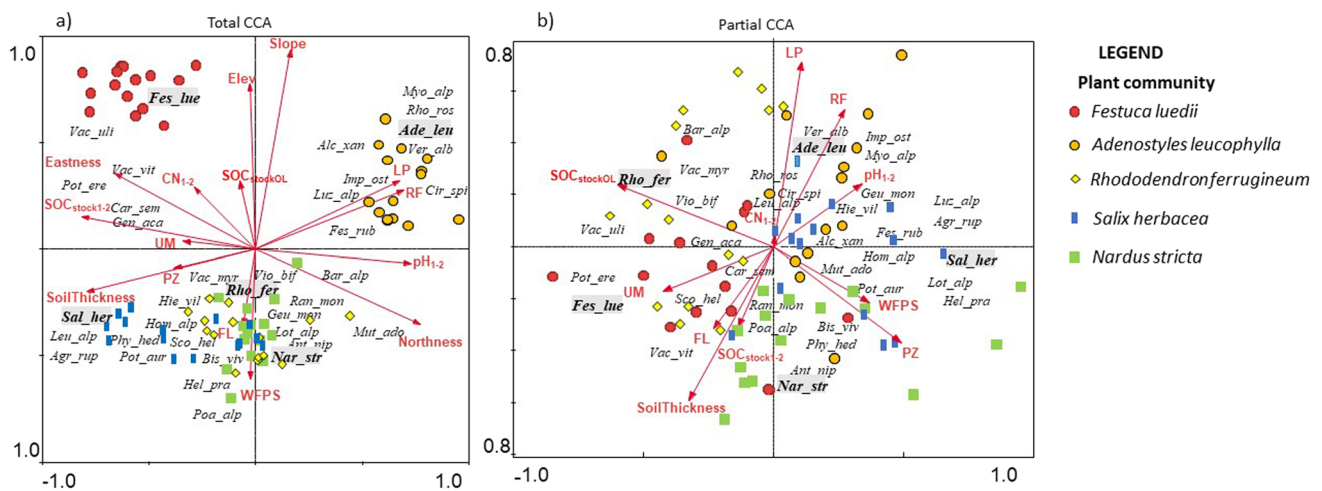 a) Total CCA
1.0
Slope
Elev
Fes_lue
Myo_alp
Rho_ros
Ade_leu
Vac_uli
Alc_xan
Ver_alb
Eastness
Vac_vit
CN1-2
SOCstockOL
LP
Imp_ost
Pot_ere
RF
Cir_spi
Luz_alp
SOCstock1-2
Car_sem
Gen_aca
Fes_rub
UM
pH1-2
PZ
Vac_myr
Vio_bif
Bar_alp
SoilThickness
Rho_fer
Hie_vil
Ran_mon
Sal_her
Geu_mon
Hom_alp
FL
Lot_alp
Mut_ado
Leu_alp
Phy_hed
Ant_nip
Northness
Agr_rup
Pot_aur
Bis_viv
Nar_str
Hel_pra
WFPS
Poa_alp
1.0
-1.0
1.0
b) Partial CCA
0.8
LP
RF
Bar_alp
Ver_alb
Imp_ost
Ade_leu
Myo_alp
SOCstockOL
Rho_fer
Vac_myr
Rho_ros
pH1-2
Cir_spi
Geu_mon
Vio_bif
Leu_alp
Luz_alp
Hie_vil
CN1-2
Vac_uli
Agr_rup
Fes_rub
Gen_aca
Alc_xan
Hom_alp
Sal_her
Car_sem
Mut_ado
Pot_ere
Lot_alp
UM
Pot_aur
Hel_pra
Fes_lue
Sco_hel
Ran_mon
WFPS
FL
Poa_alp
Bis_viv
Vac_vit
SOCstock1-2
Phy_hed
PZ
Ant_nip
Nar_str
SoilThickness
0.8
-1.0
1.0
LEGEND
Plant community
Festuca luedii
Adenostyles leucophylla
Rhododendronferrugineum
Salix herbacea
Nardus stricta